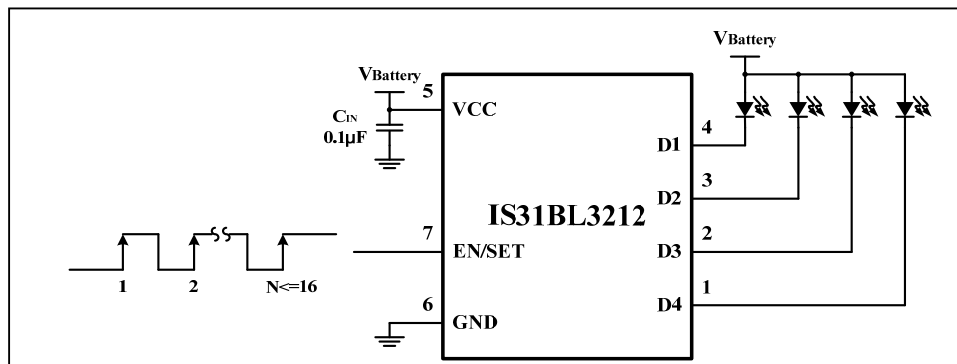 VBattery
VBattery
5
VCC
CIN
0.1µF
4
D1
3
D2
IS31BL3212
7
EN/SET
2
D3
1
2
N<=16
6
GND
1
D4